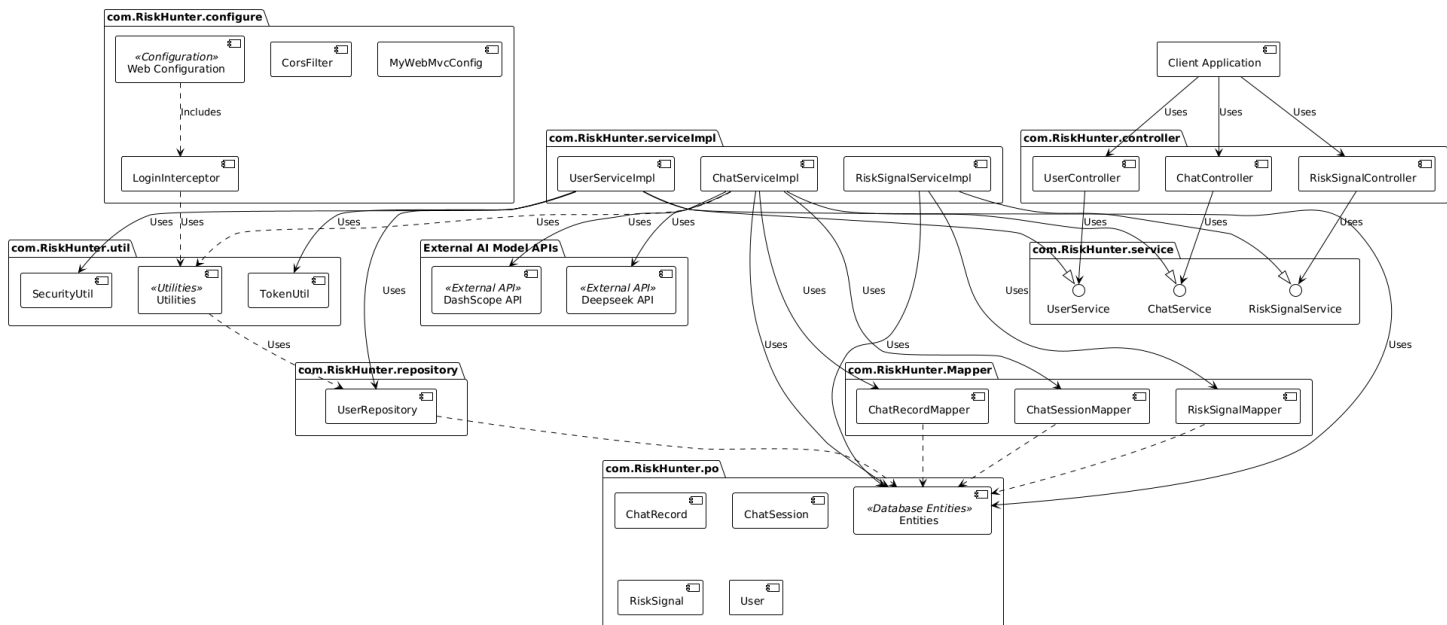 com.RiskHunter.configure
«Configuration»
Web Configuration
CorsFilter
MyWebMvcConfig
Client Application
Includes
Uses
Uses
Uses
com.RiskHunter.serviceImpl
com.RiskHunter.controller
LoginInterceptor
UserServiceImpl
ChatServiceImpl
RiskSignalServiceImpl
UserController
ChatController
RiskSignalController
Uses
Uses
Uses
Uses
Uses
Uses
Uses
Uses
Uses
com.RiskHunter.util
External AI Model APIs
com.RiskHunter.service
SecurityUtil
«Utilities»
Utilities
TokenUtil
«External API»
DashScope API
«External API»
Deepseek API
UserService
ChatService
RiskSignalService
Uses
Uses
Uses
Uses
Uses
Uses
Uses
Uses
Uses
com.RiskHunter.repository
com.RiskHunter.Mapper
UserRepository
ChatRecordMapper
ChatSessionMapper
RiskSignalMapper
com.RiskHunter.po
ChatRecord
ChatSession
«Database Entities»
Entities
RiskSignal
User